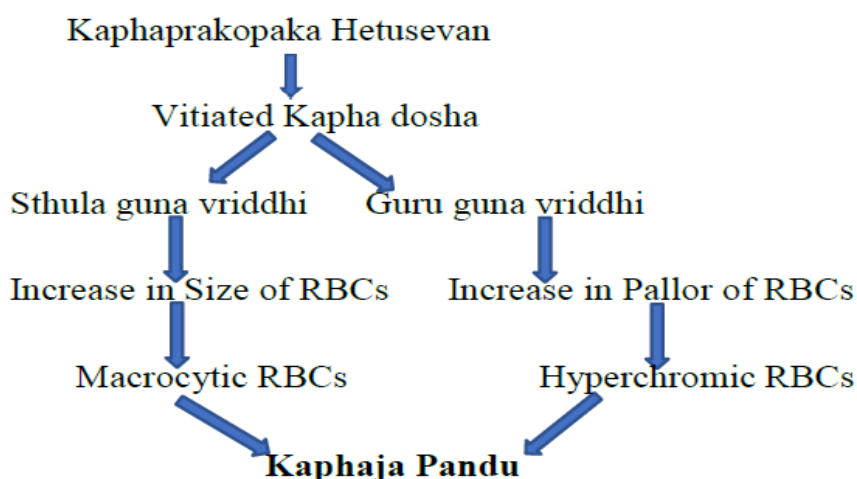 Kaphaprakopaka Hetusevan
Vitiated Kapha dosha
Sthula guna vriddhi
Guru guna vriddhi
Increase in Size of RBCs
Increase in Pallor of RBCs
Macrocytic RBCs
Hyperchromic RBCs
Kaphaja Pandu